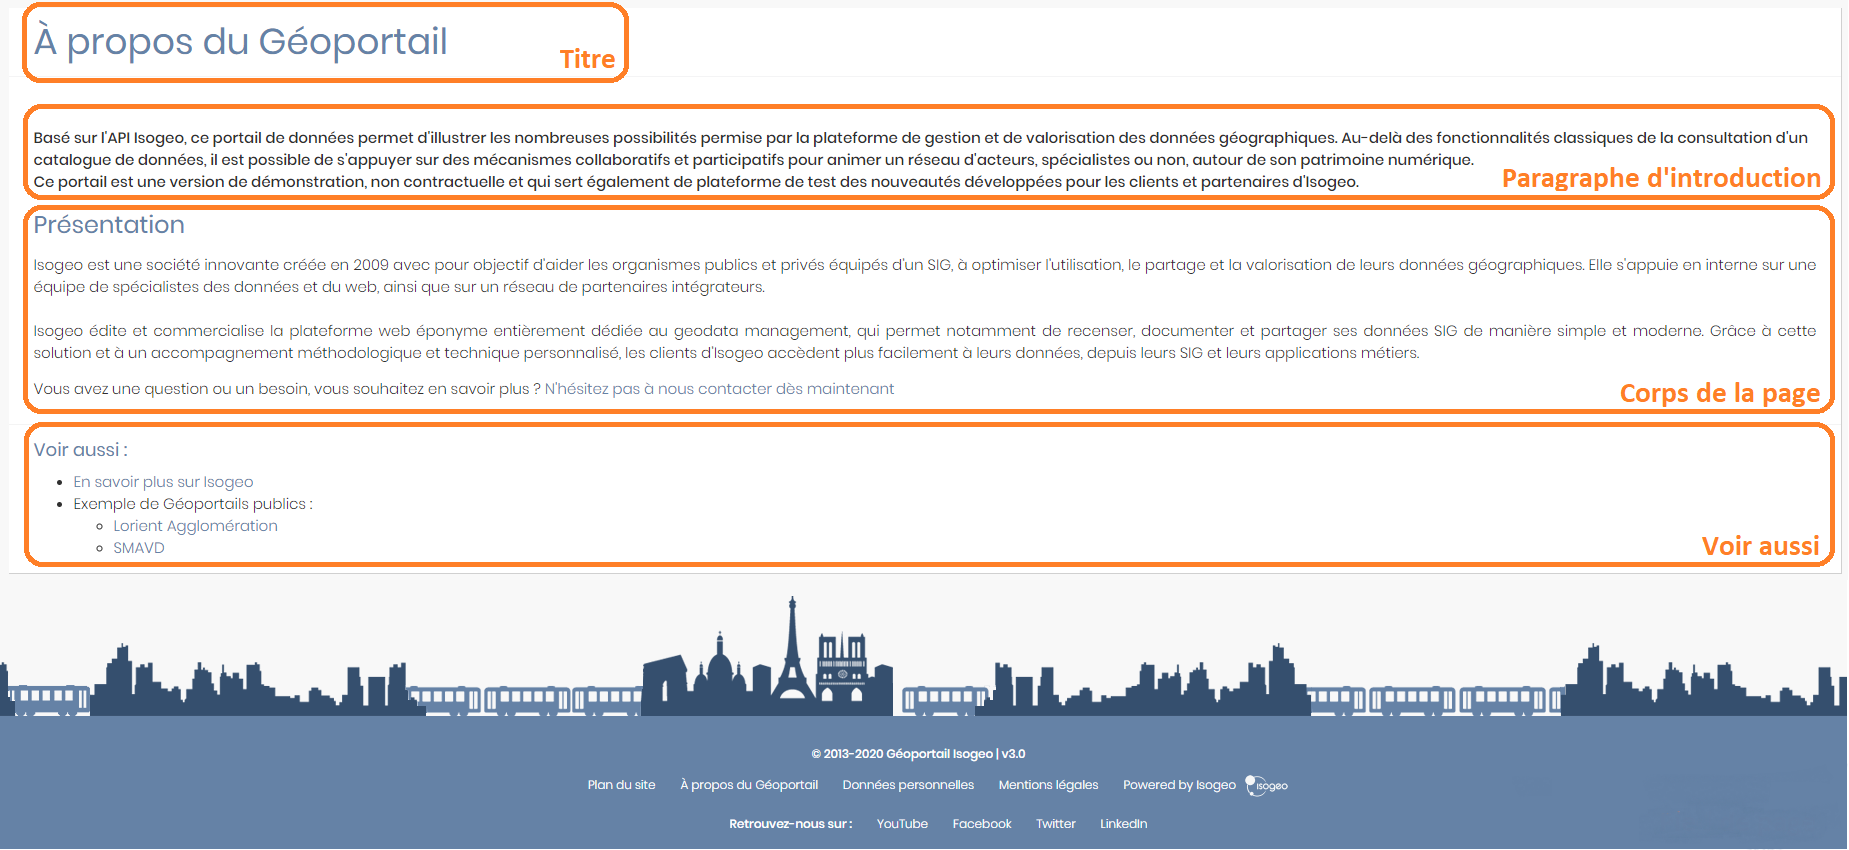 À propos du Géoportail
Titre
Basé sur l'API Isogeo, ce portail de données permet d'illustrer les nombreuses possibilités permise par la plateforme de gestion et de valorisation des données géographiques. Au-delà des fonctionnalités classiques de la consultation d'un
catalogue de données, il est possible de s'appuyer sur des mécanismes collaboratifs et participatifs pour animer un réseau d'acteurs, spécialistes ou non, autour de son patrimoine numérique.
Ce portail est une version de démonstration, non contractuelle et qui sert également de plateforme de test des nouveautés développées pour les clients et partenaires d'Isogeo.
Paragraphe d'introduction
Présentation
Isogeo est une société innovante créée en 2009 avec pour objectif d'aider les organismes publics et privés équipés d'un SIG, à optimiser l'utilisation, le partage et la valorisation de leurs données géographiques. Elle s'appuie en interne sur une
équipe de spécialistes des données et du web, ainsi que sur un réseau de partenaires intégrateurs.
Isogeo édite et commercialise la plateforme web éponyme entièrement dédiée au geodata management, qui permet notamment de recenser, documenter et partager ses données SIG de manière simple et moderne. Grâce à cette
solution et à un accompagnement méthodologique et technique personnalisé, les clients d'Isogeo accèdent plus facilement à leurs données, depuis leurs SIG et leurs applications métiers.
Vous avez une question ou un besoin, vous souhaitez en savoir plus ? N'hésitez pas à nous contacter dès maintenant
Corps de la page
Voir aussi :
En savoir plus sur Isogeo
Exemple de Géoportails publics :
Lorient Agglomération
SMAVD
Voir aussi
© 2013-2020 Géoportail Isogeo | v3.0
Plan du site À propos du Géoportail Données personnelles Mentions légales Powered by Isogeo isogeo
Retrouvez-nous sur : YouTube Facebook Twitter LinkedIn